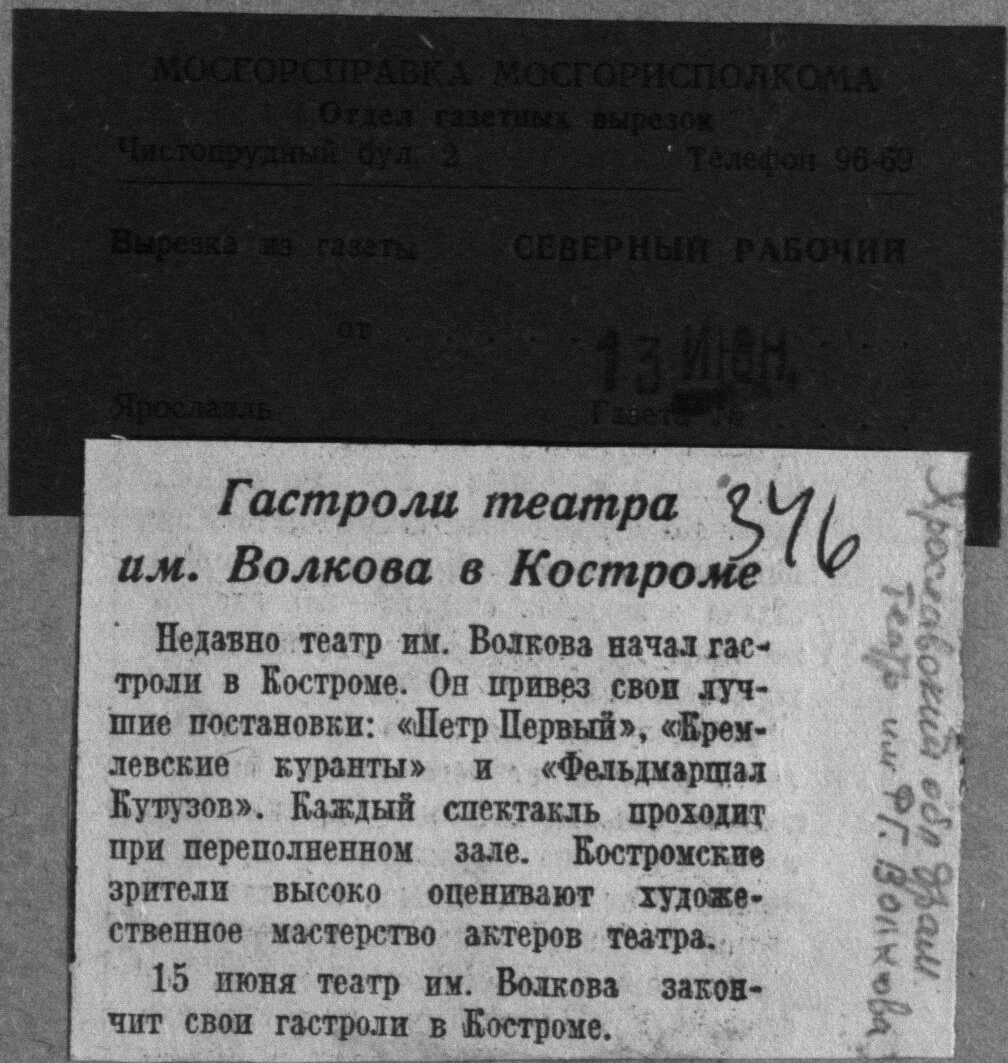 МОСГОРСПРАВКА МОСГОРИСПОЛКОМА
Отдел газетных вырезок
Чистопрудный бул. 2 Телефон 96-69
Вырезка из газеты СЕВЕРНЫЙ РАБОЧИЙ
от . . . . . 13 ИЮН. . . .
Ярославль Газета № . . . .
Гастроли театра
им. Волкова в Костроме
346
Недавно театр им. Волкова начал гас-
троли в Костроме. Он привез свои луч-
шие постановки: «Петр Первый», «Крем-
левские куранты» и «Фельдмаршал
Кутузов». Каждый спектакль проходит
при переполненном зале. Костромские
зрители высоко оценивают художе-
ственное мастерство актеров театра.
15 июня театр им. Волкова закон-
чит свои гастроли в Костроме.
Ярославский обл драм
Театр им Ф Г. Волкова